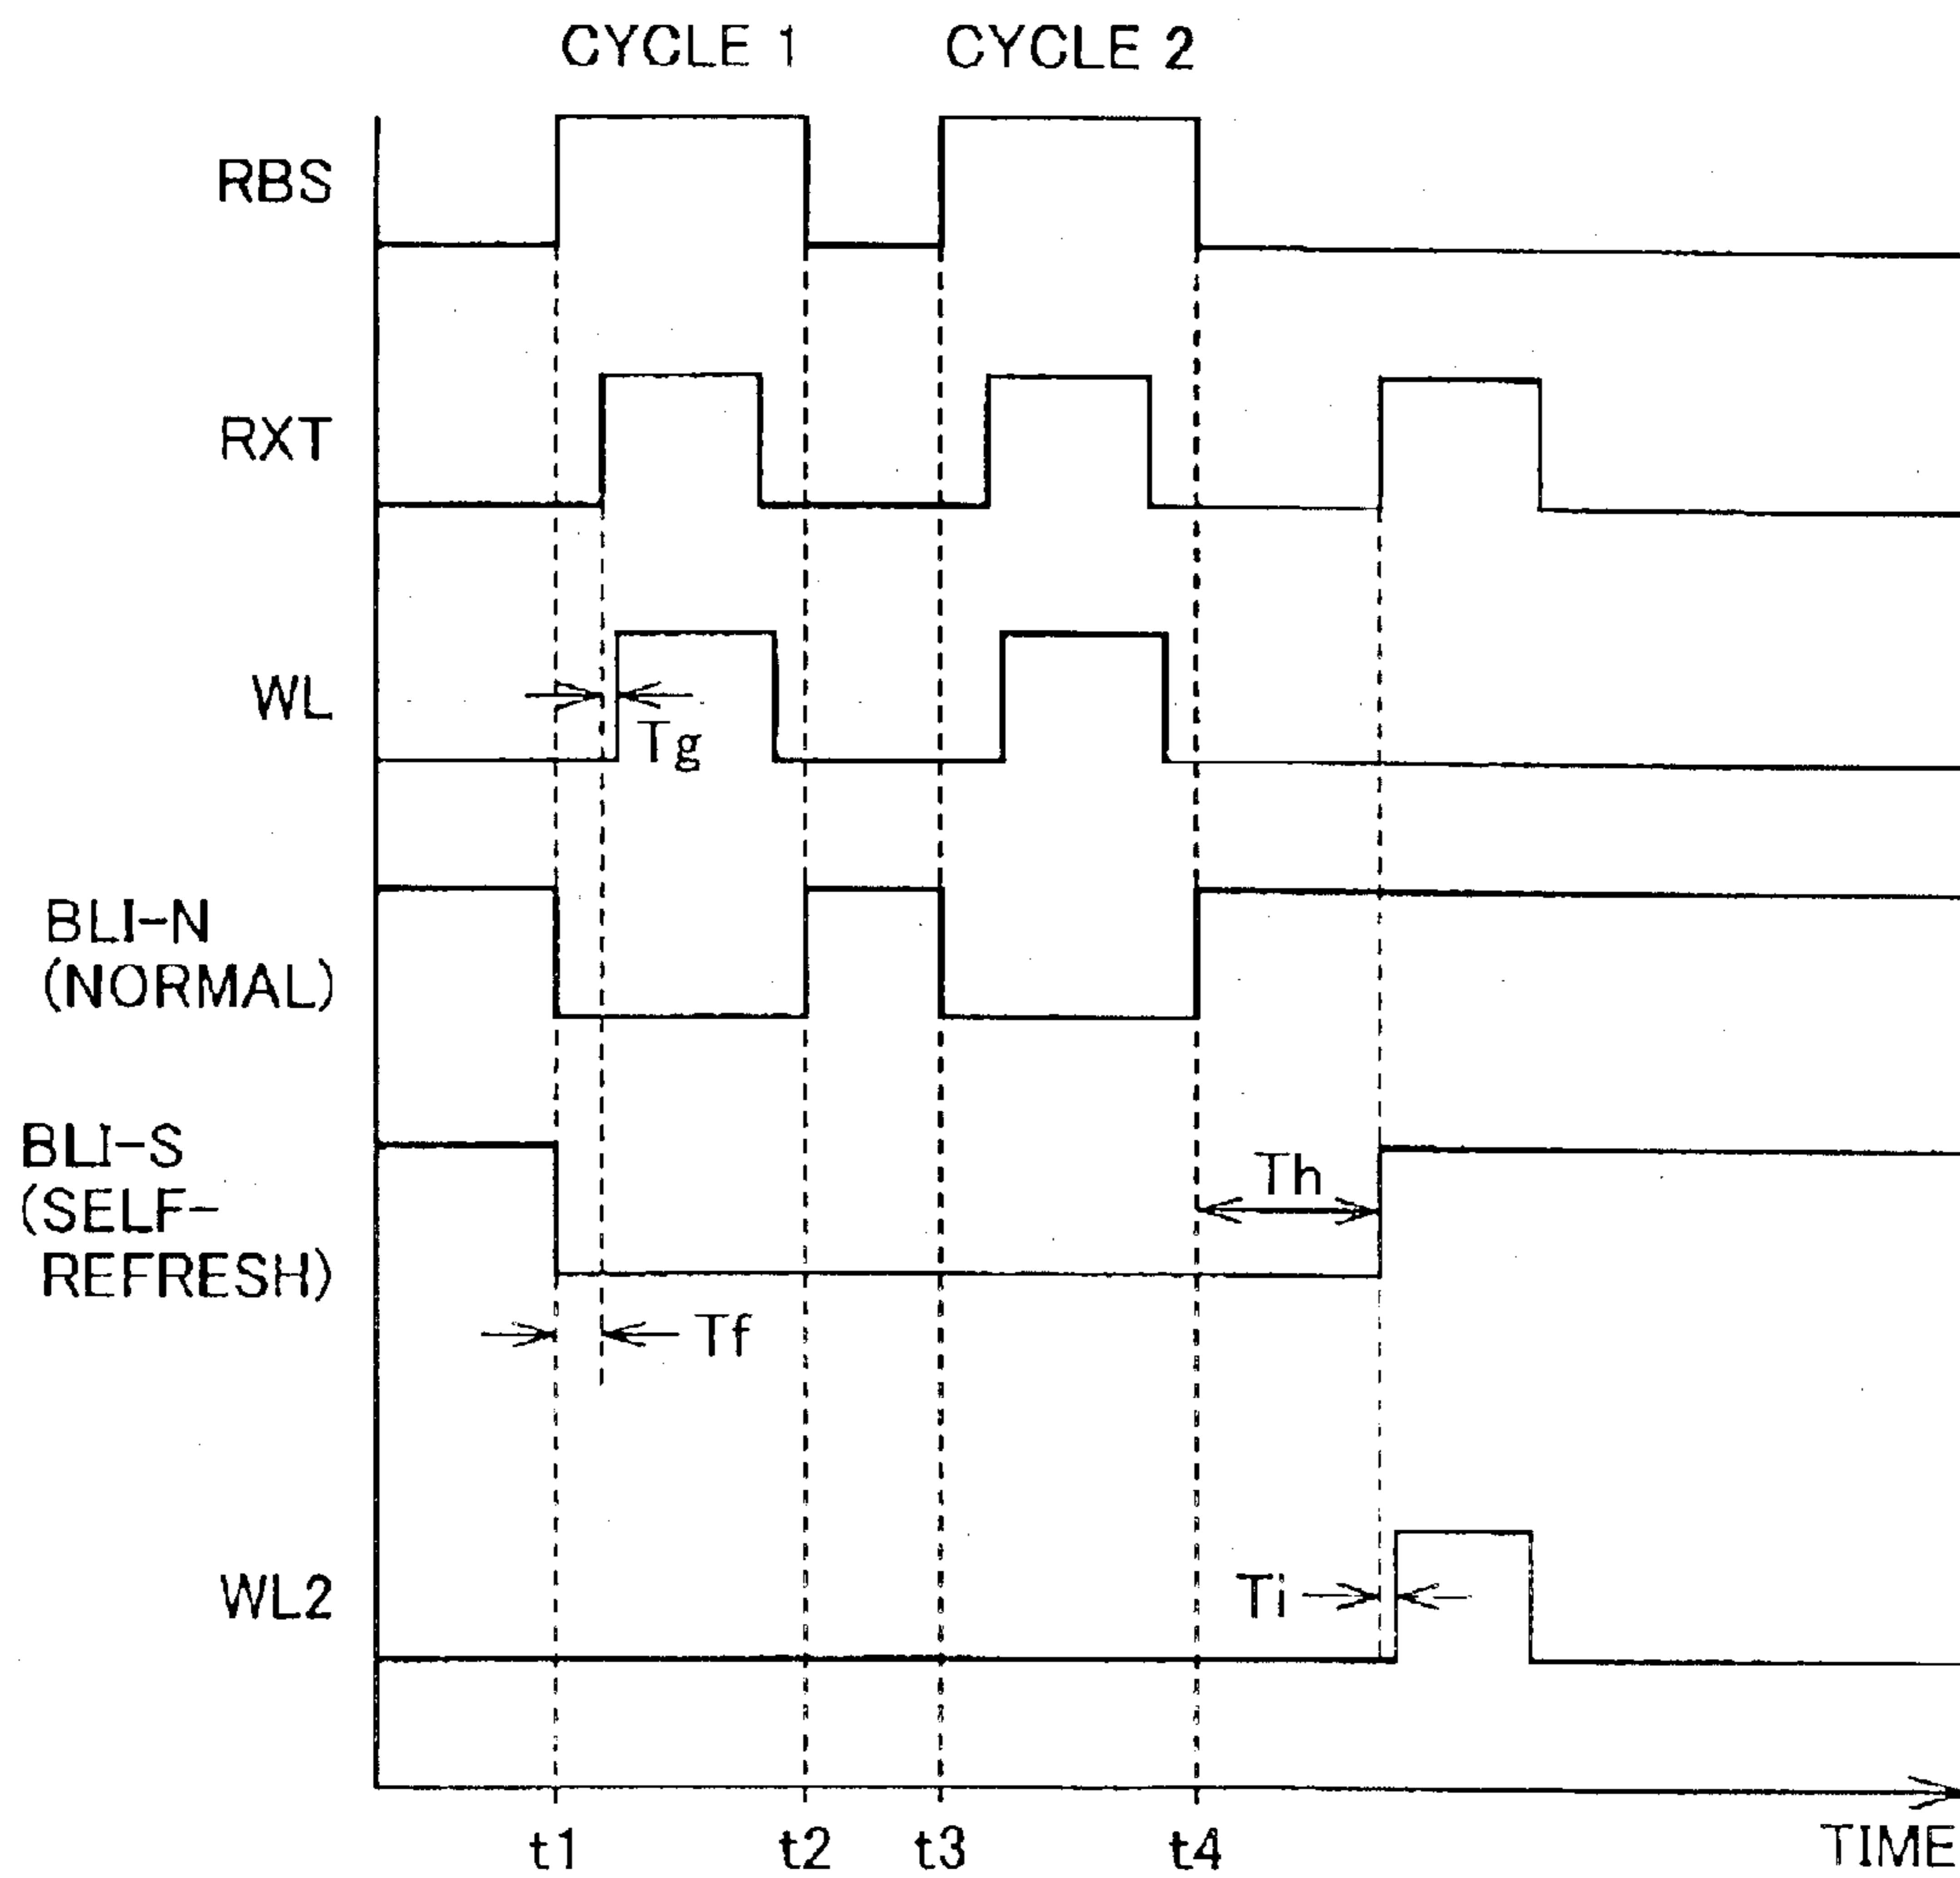 CYCLE 1 CYCLE 2
RBS
RXT
WL
Tg
BLI-N
(NORMAL)
BLI-S
(SELF-
REFRESH)
Th
Tf
Ti
WL2
t1 t2 t3 t4
TIME